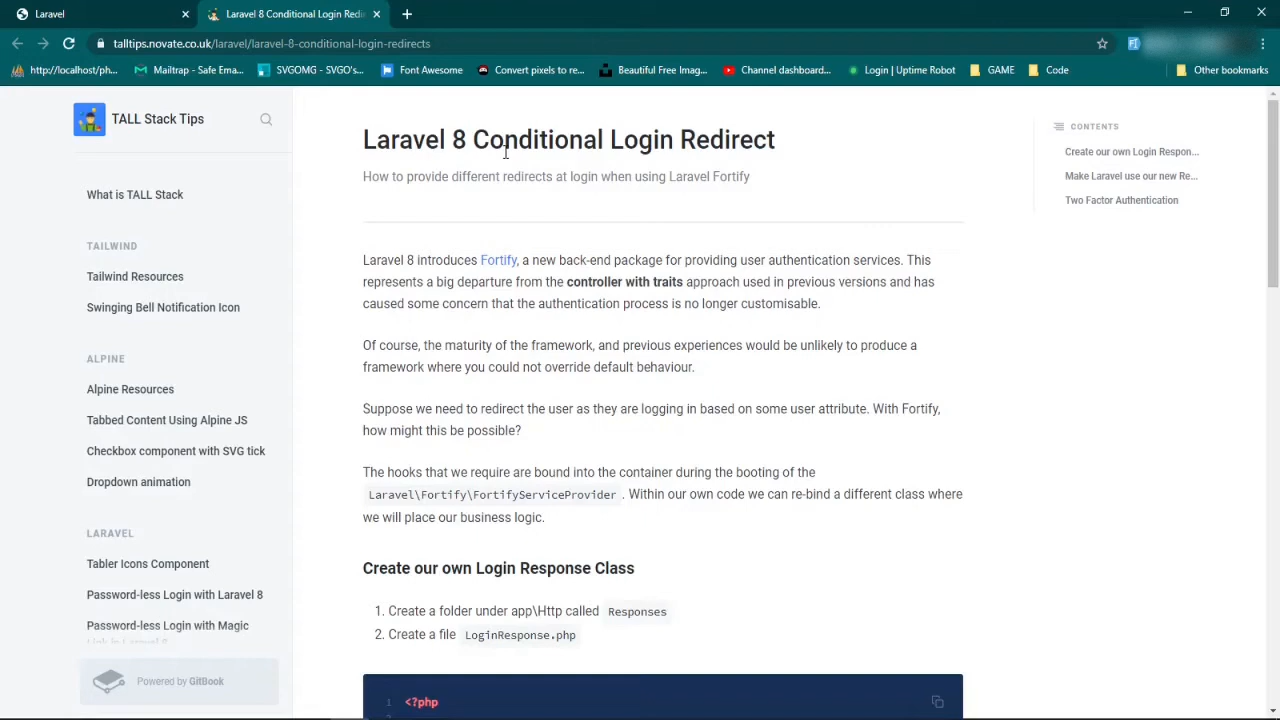 Laravel
Laravel 8 Conditional Login Redir
talltips.novate.co.uk/laravel/laravel-8-conditional-login-redirects
http://localhost/ph...
Mailtrap - Safe Ema...
SVGOMG - SVGO's...
Font Awesome
Convert pixels to re...
Beautiful Free Imag...
Channel dashboard...
Login | Uptime Robot
GAME
Code
Other bookmarks
TALL Stack Tips
What is TALL Stack
TAILWIND
Tailwind Resources
Swinging Bell Notification Icon
ALPINE
Alpine Resources
Tabbed Content Using Alpine JS
Checkbox component with SVG tick
Dropdown animation
LARAVEL
Tabler Icons Component
Password-less Login with Laravel 8
Password-less Login with Magic
Link in Laravel 8
Powered by GitBook
Laravel 8 Conditional Login Redirect
How to provide different redirects at login when using Laravel Fortify
Laravel 8 introduces Fortify, a new back-end package for providing user authentication services. This
represents a big departure from the controller with traits approach used in previous versions and has
caused some concern that the authentication process is no longer customisable.
Of course, the maturity of the framework, and previous experiences would be unlikely to produce a
framework where you could not override default behaviour.
Suppose we need to redirect the user as they are logging in based on some user attribute. With Fortify,
how might this be possible?
The hooks that we require are bound into the container during the booting of the
Laravel\Fortify\FortifyServiceProvider . Within our own code we can re-bind a different class where
we will place our business logic.
Create our own Login Response Class
1. Create a folder under app\Http called Responses
2. Create a file LoginResponse.php
1 <?php
CONTENTS
Create our own Login Respon...
Make Laravel use our new Re...
Two Factor Authentication